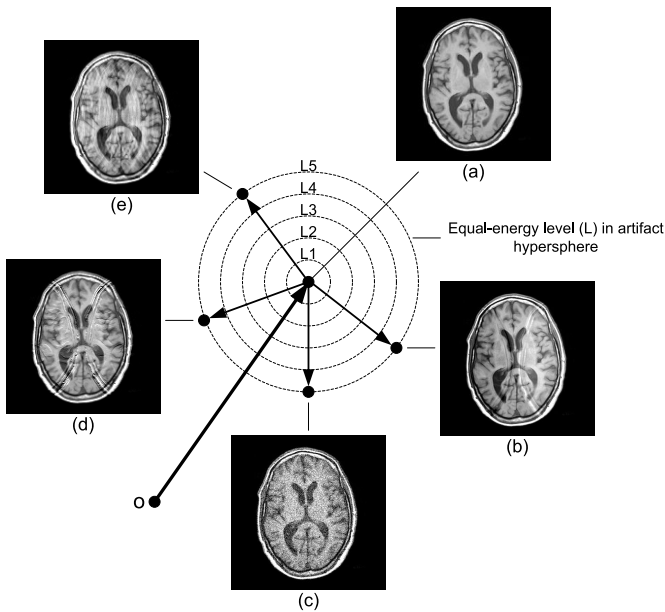 (a)
(e)
L5
L4
L3
L2
L1
Equal-energy level (L) in artifact
hypersphere
(d)
(b)
o
(c)